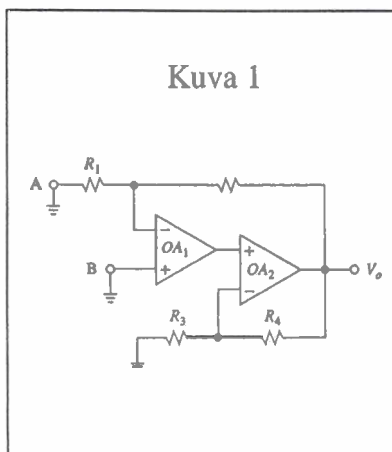 Kuva 1
R₁
A
−
OA₁
+
B
+
OA₂
−
Vₒ
R₃
R₄